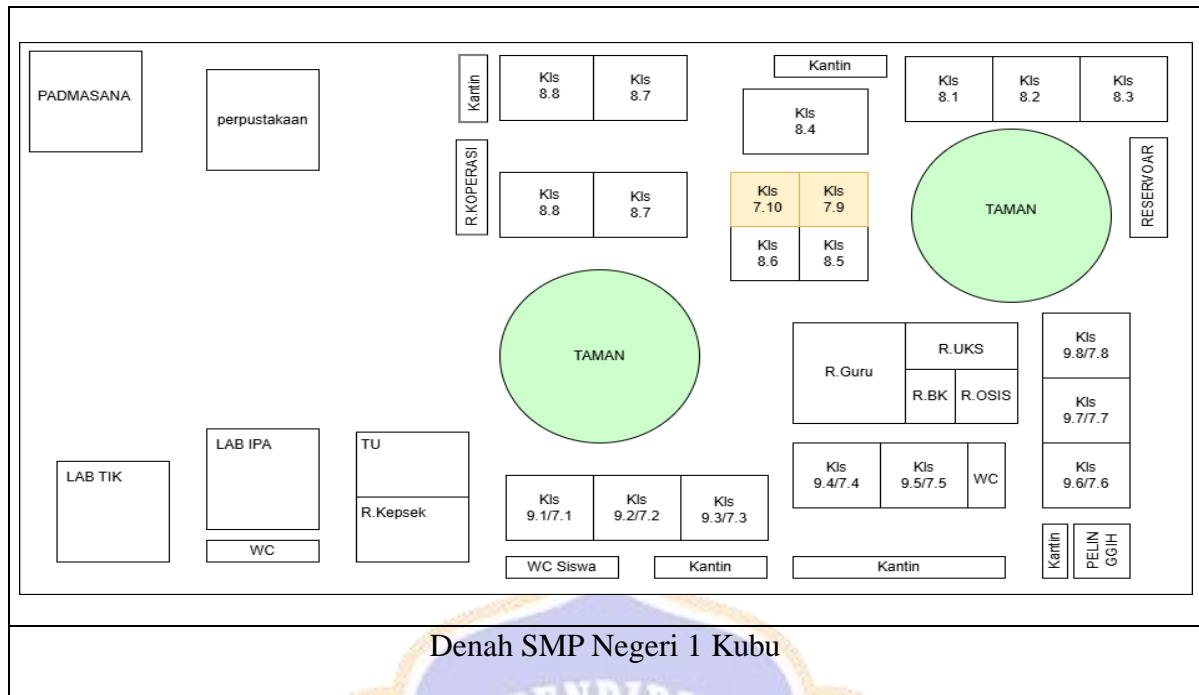 PADMASANA
perpustakaan
Kantin
Kls
8.8
Kls
8.7
Kantin
Kls
8.4
Kls
8.1
Kls
8.2
Kls
8.3
R.KOPERASI
Kls
8.8
Kls
8.7
Kls
7.10
Kls
7.9
Kls
8.6
Kls
8.5
TAMAN
RESERVOAR
TAMAN
R.Guru
R.UKS
R.BK
R.OSIS
Kls
9.8/7.8
Kls
9.7/7.7
Kls
9.6/7.6
LAB TIK
LAB IPA
WC
TU
R.Kepsek
Kls
9.1/7.1
Kls
9.2/7.2
Kls
9.3/7.3
Kls
9.4/7.4
Kls
9.5/7.5
WC
WC Siswa
Kantin
Kantin
Kantin
PELIN
GGIH
Denah SMP Negeri 1 Kubu